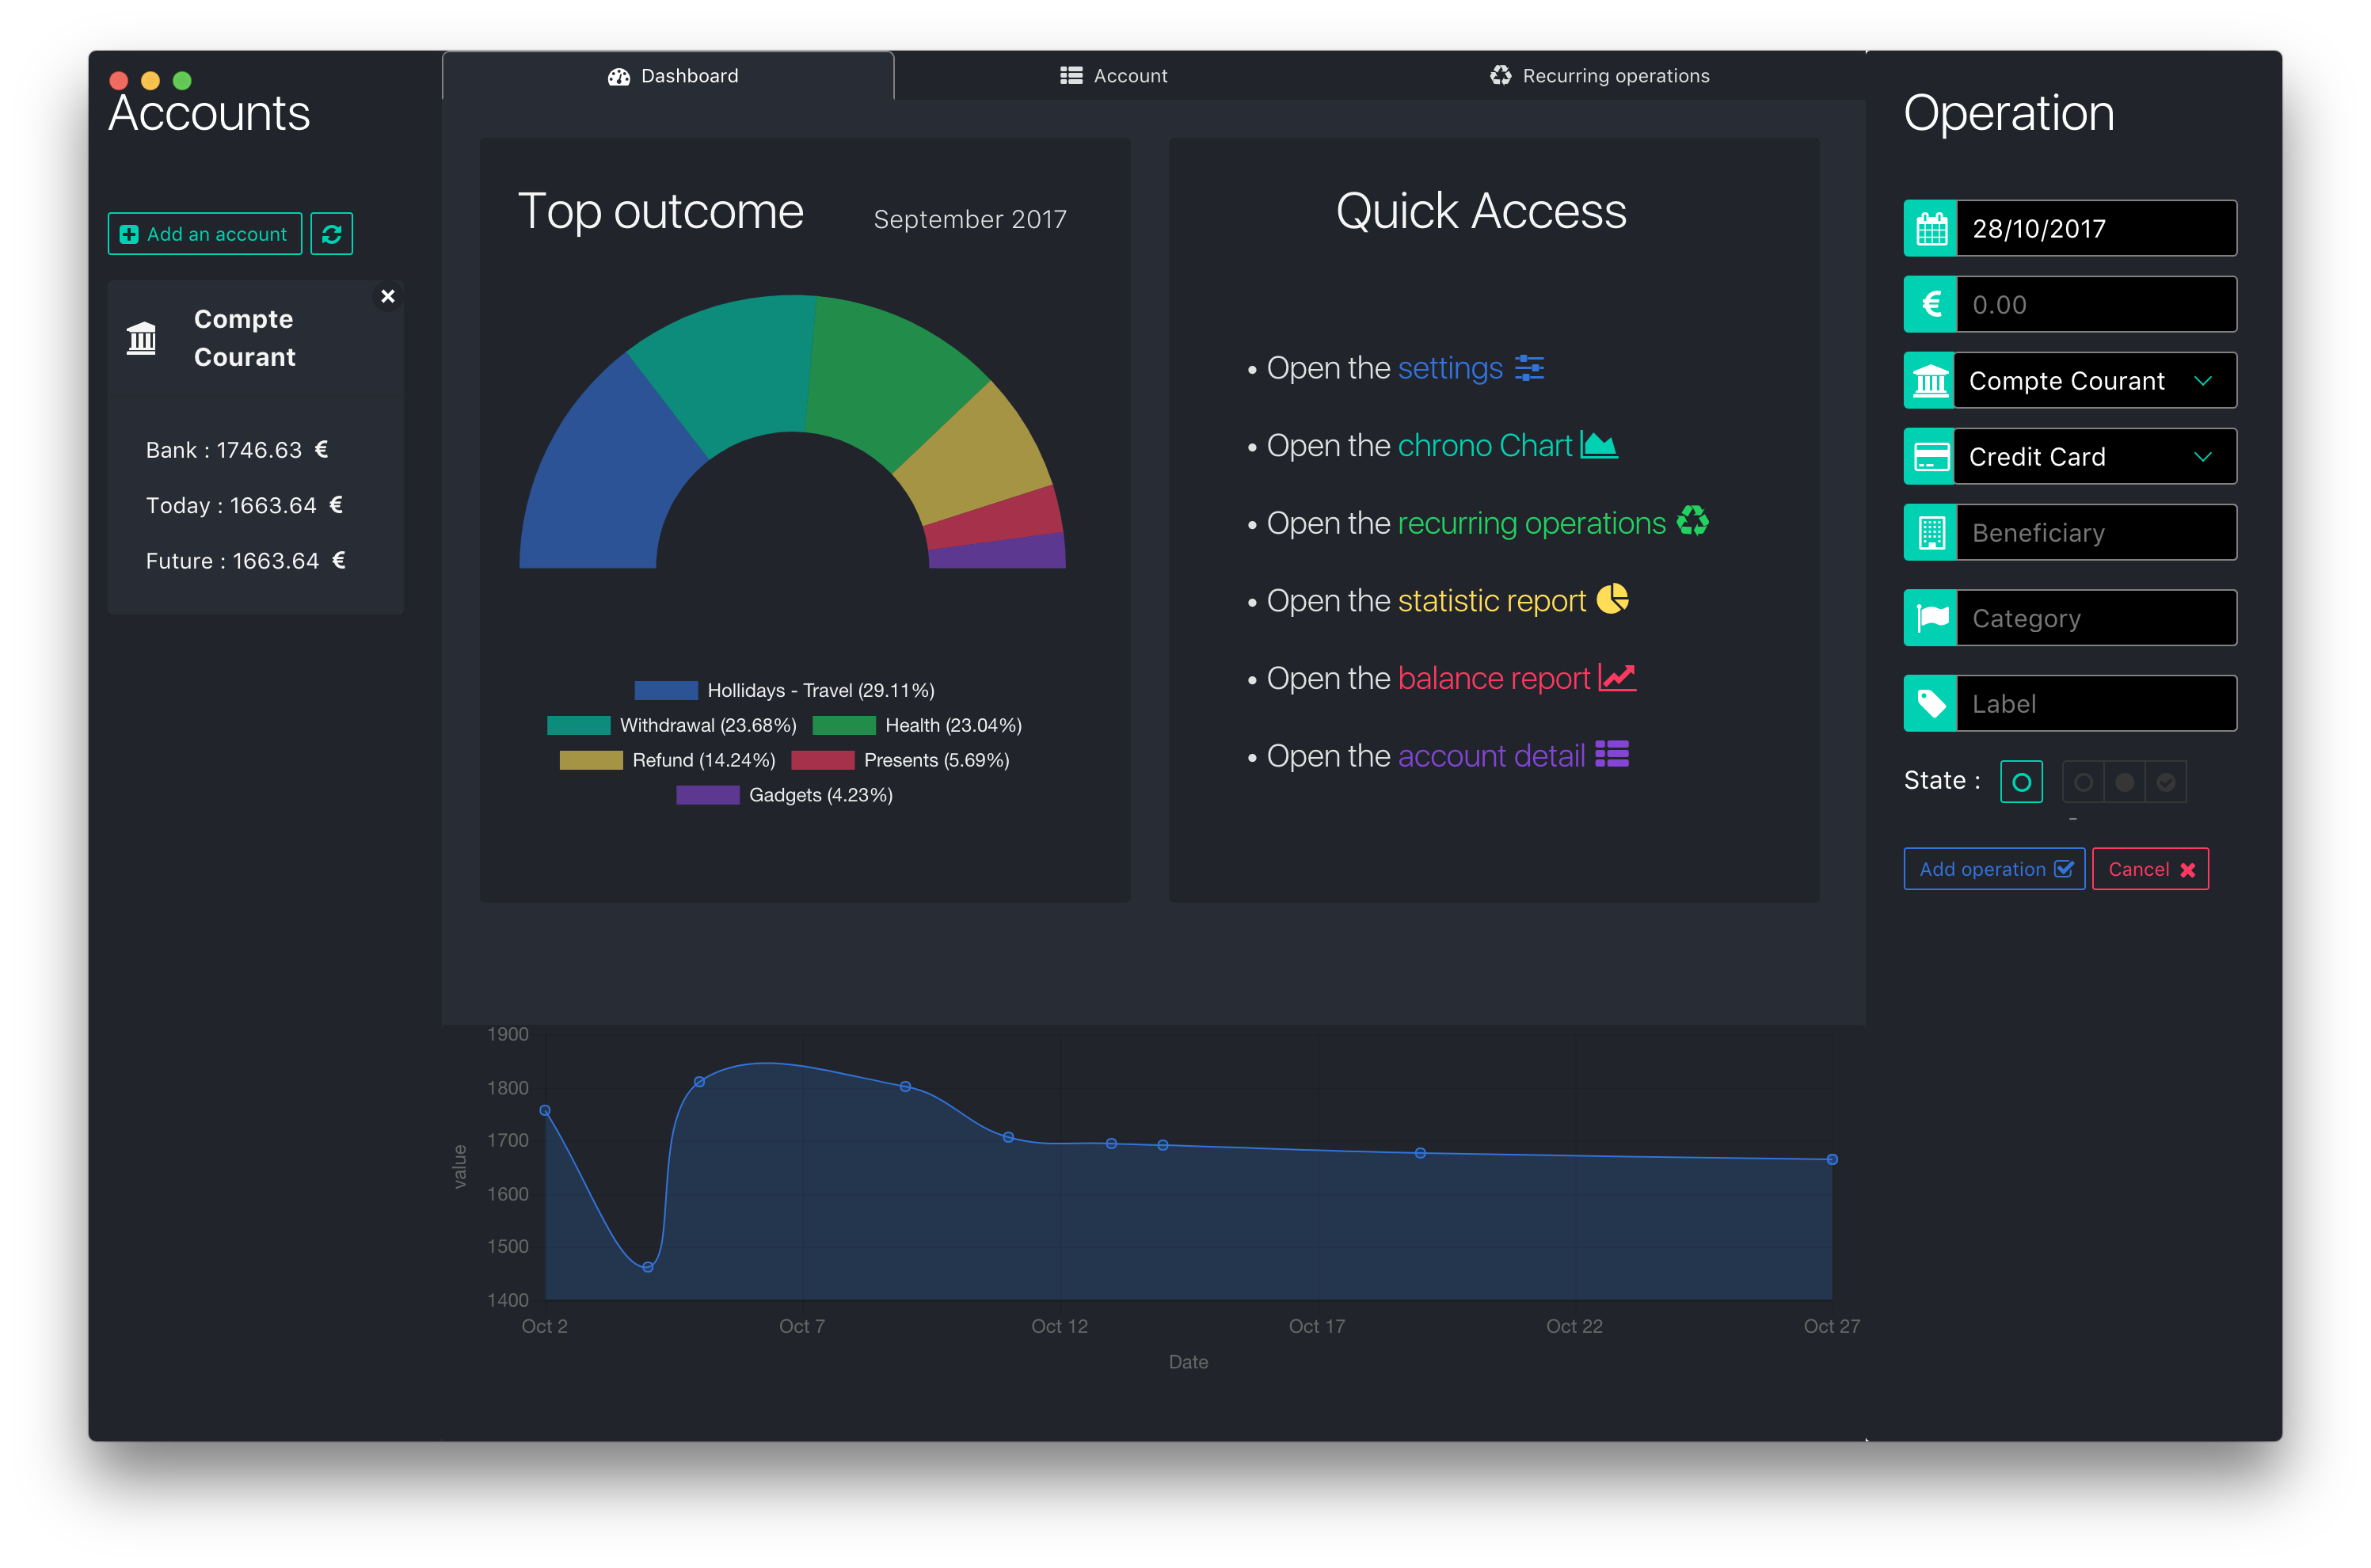 Accounts
Add an account
Compte
Courant
Bank : 1746.63 €
Today : 1663.64 €
Future : 1663.64 €
Dashboard
Account
Recurring operations
Top outcome
September 2017
Hollidays - Travel (29.11%)
Withdrawal (23.68%)
Health (23.04%)
Refund (14.24%)
Presents (5.69%)
Gadgets (4.23%)
Quick Access
• Open the settings
• Open the chrono Chart
• Open the recurring operations
• Open the statistic report
• Open the balance report
• Open the account detail
1900
1800
1700
1600
1500
1400
value
Oct 2
Oct 7
Oct 12
Oct 17
Oct 22
Oct 27
Date
Operation
28/10/2017
€ 0.00
Compte Courant
Credit Card
Beneficiary
Category
Label
State :
-
Add operation
Cancel